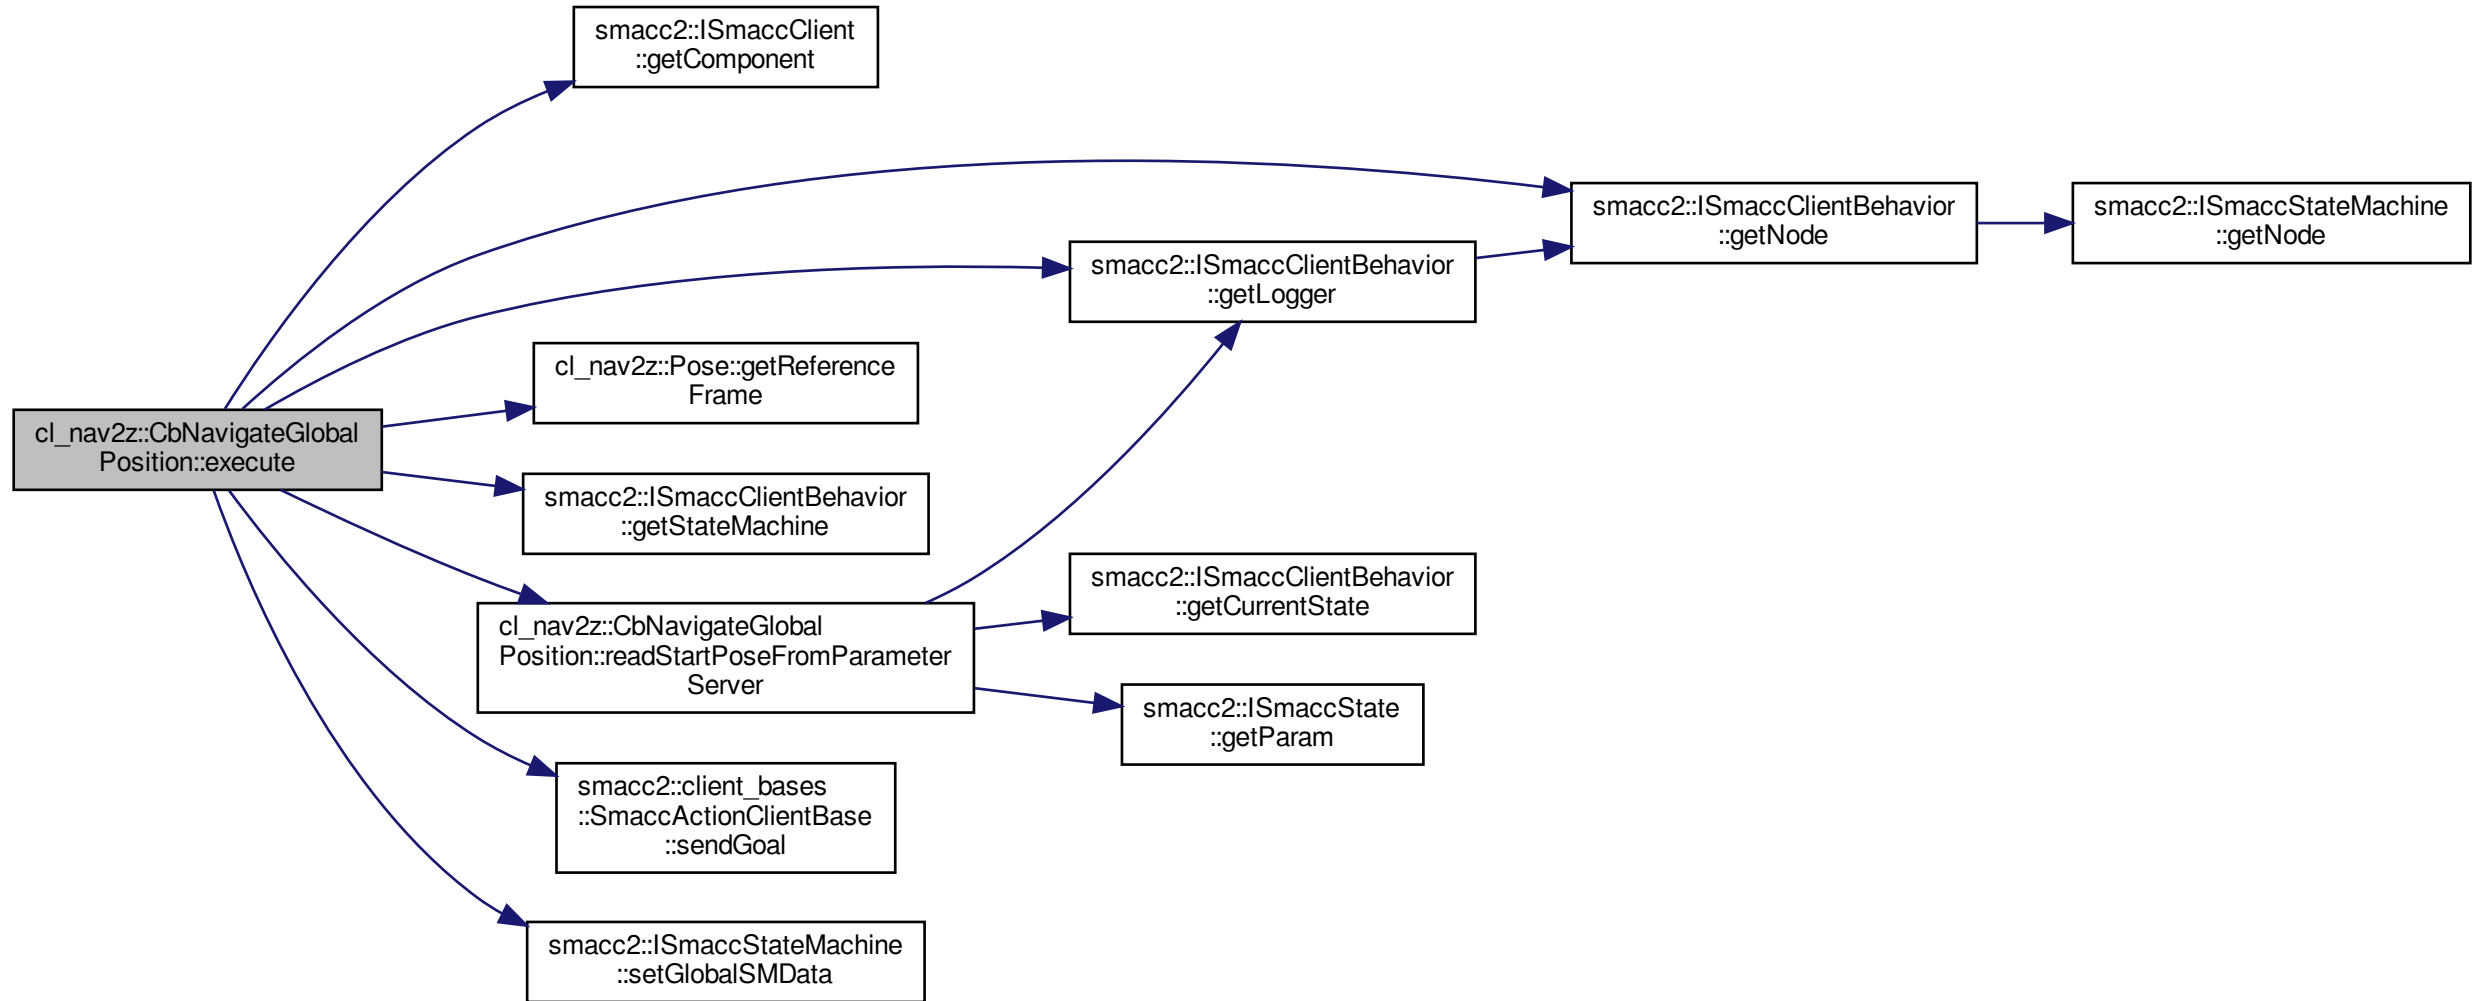 smacc2::ISmaccClient
::getComponent
smacc2::ISmaccClientBehavior
::getNode
smacc2::ISmaccStateMachine
::getNode
smacc2::ISmaccClientBehavior
::getLogger
cl_nav2z::Pose::getReference
Frame
cl_nav2z::CbNavigateGlobal
Position::execute
smacc2::ISmaccClientBehavior
::getStateMachine
smacc2::ISmaccClientBehavior
::getCurrentState
cl_nav2z::CbNavigateGlobal
Position::readStartPoseFromParameter
Server
smacc2::ISmaccState
::getParam
smacc2::client_bases
::SmaccActionClientBase
::sendGoal
smacc2::ISmaccStateMachine
::setGlobalSMData